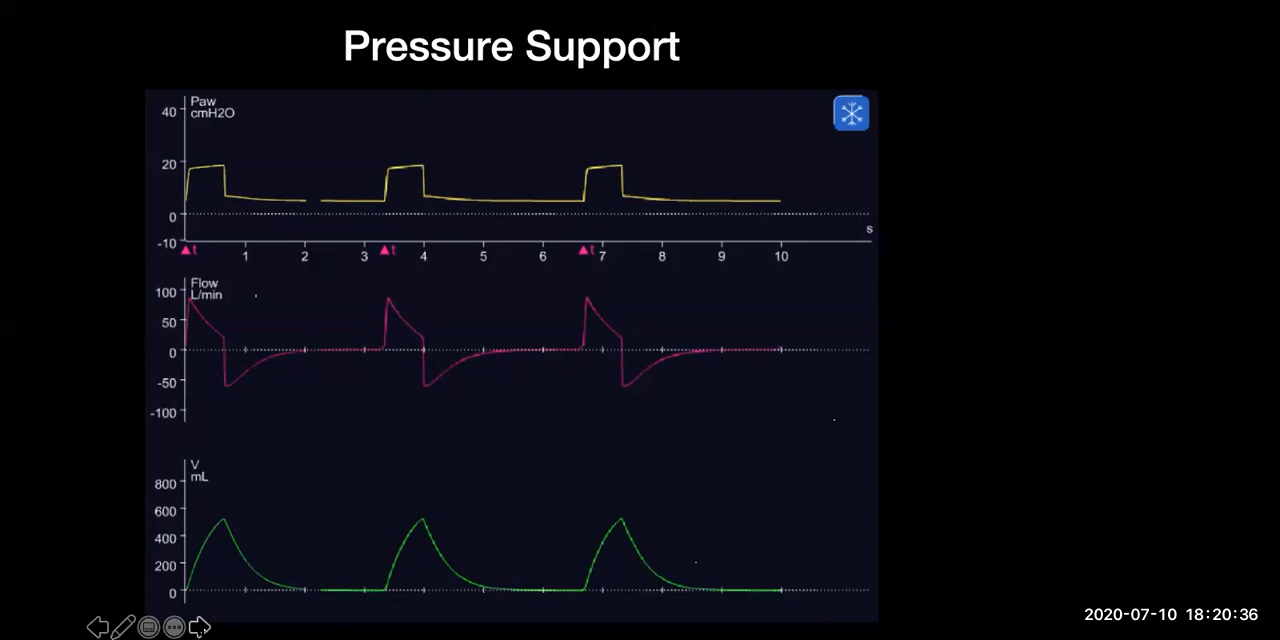 Pressure Support
Paw
cmH2O
40
20
0
-10
s
t
t
t
1 2 3 4 5 6 7 8 9 10
Flow
L/min
100
50
0
-50
-100
V
mL
800
600
400
200
0
2020-07-10 18:20:36